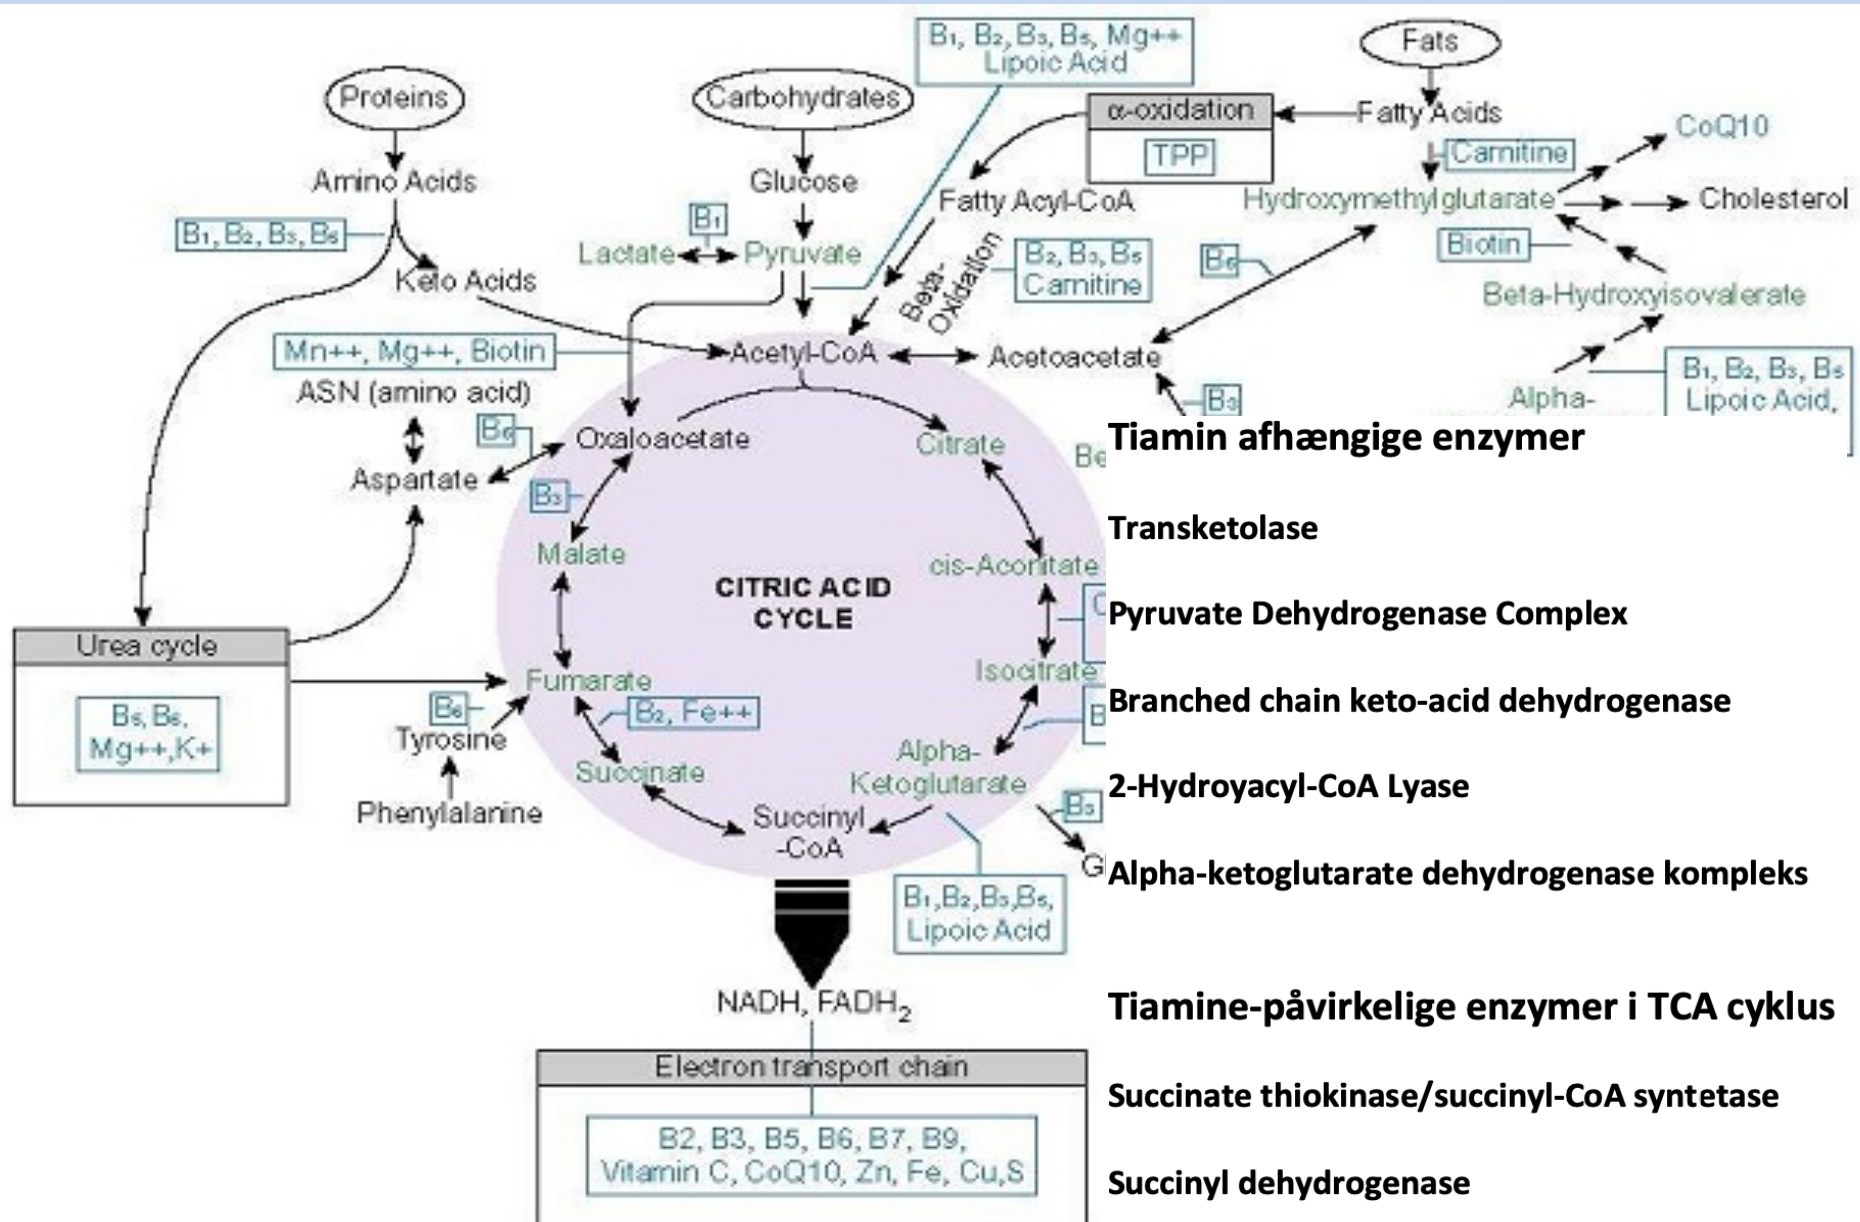 B₁, B₂, B₃, B₅, Mg++
Lipoic Acid
Fats
Proteins
Carbohydrates
α-oxidation
TPP
Fatty Acids
CoQ10
Carnitine
Amino Acids
Glucose
Fatty Acyl-CoA
Hydroxymethylglutarate
Cholesterol
B₁, B₂, B₃, B₆
B₁
Lactate
Pyruvate
Beta-
Oxidation
B₂, B₃, B₅
Carnitine
B₆
Biotin
Keto Acids
Beta-Hydroxyisovalerate
Mn++, Mg++, Biotin
Acetyl-CoA
Acetoacetate
B₁, B₂, B₃, B₅
Lipoic Acid,
ASN (amino acid)
B₃
Alpha-
B₆
Oxaloacetate
Citrate
Be
Tiamin afhængige enzymer
Aspartate
B₃
Transketolase
Malate
cis-Aconitate
CITRIC ACID
CYCLE
C
Pyruvate Dehydrogenase Complex
Urea cycle
Isocitrate
Fumarate
B₅, B₆,
Mg++,K+
B₆
B₂, Fe++
B
Branched chain keto-acid dehydrogenase
Tyrosine
Alpha-
Ketoglutarate
Succinate
2-Hydroyacyl-CoA Lyase
Phenylalanine
Succinyl
-CoA
B₃
G
Alpha-ketoglutarate dehydrogenase kompleks
B₁,B₂,B₃,B₅,
Lipoic Acid
NADH, FADH₂
Tiamine-påvirkelige enzymer i TCA cyklus
Electron transport chain
Succinate thiokinase/succinyl-CoA syntetase
B2, B3, B5, B6, B7, B9,
Vitamin C, CoQ10, Zn, Fe, Cu,S
Succinyl dehydrogenase